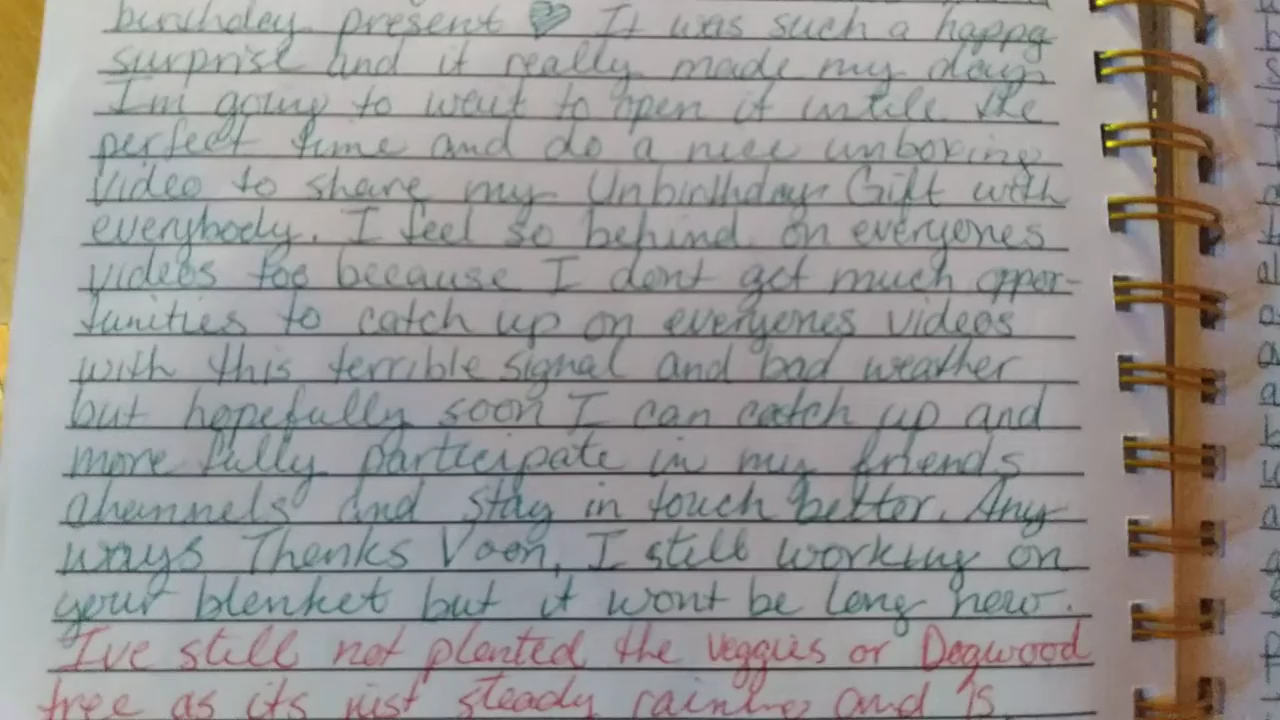 birthday present ♥ It was such a happy
surprise and it really made my day
Im going to wait to open it untill the
perfect time and do a nice unboxing
video to share my Unbirthday Gift with
everybody. I feel so behind on everyones
videos too because I dont get much oppor-
tunities to catch up on everyones videos
with this terrible signal and bad weather
but hopefully soon I can catch up and
more fully participate in my friends
channels and stay in touch better. Any
ways Thanks Voon, I still working on
your blanket but it wont be long now.
I've still not planted the veggies or Dogwood
tree as its just steady raining and is